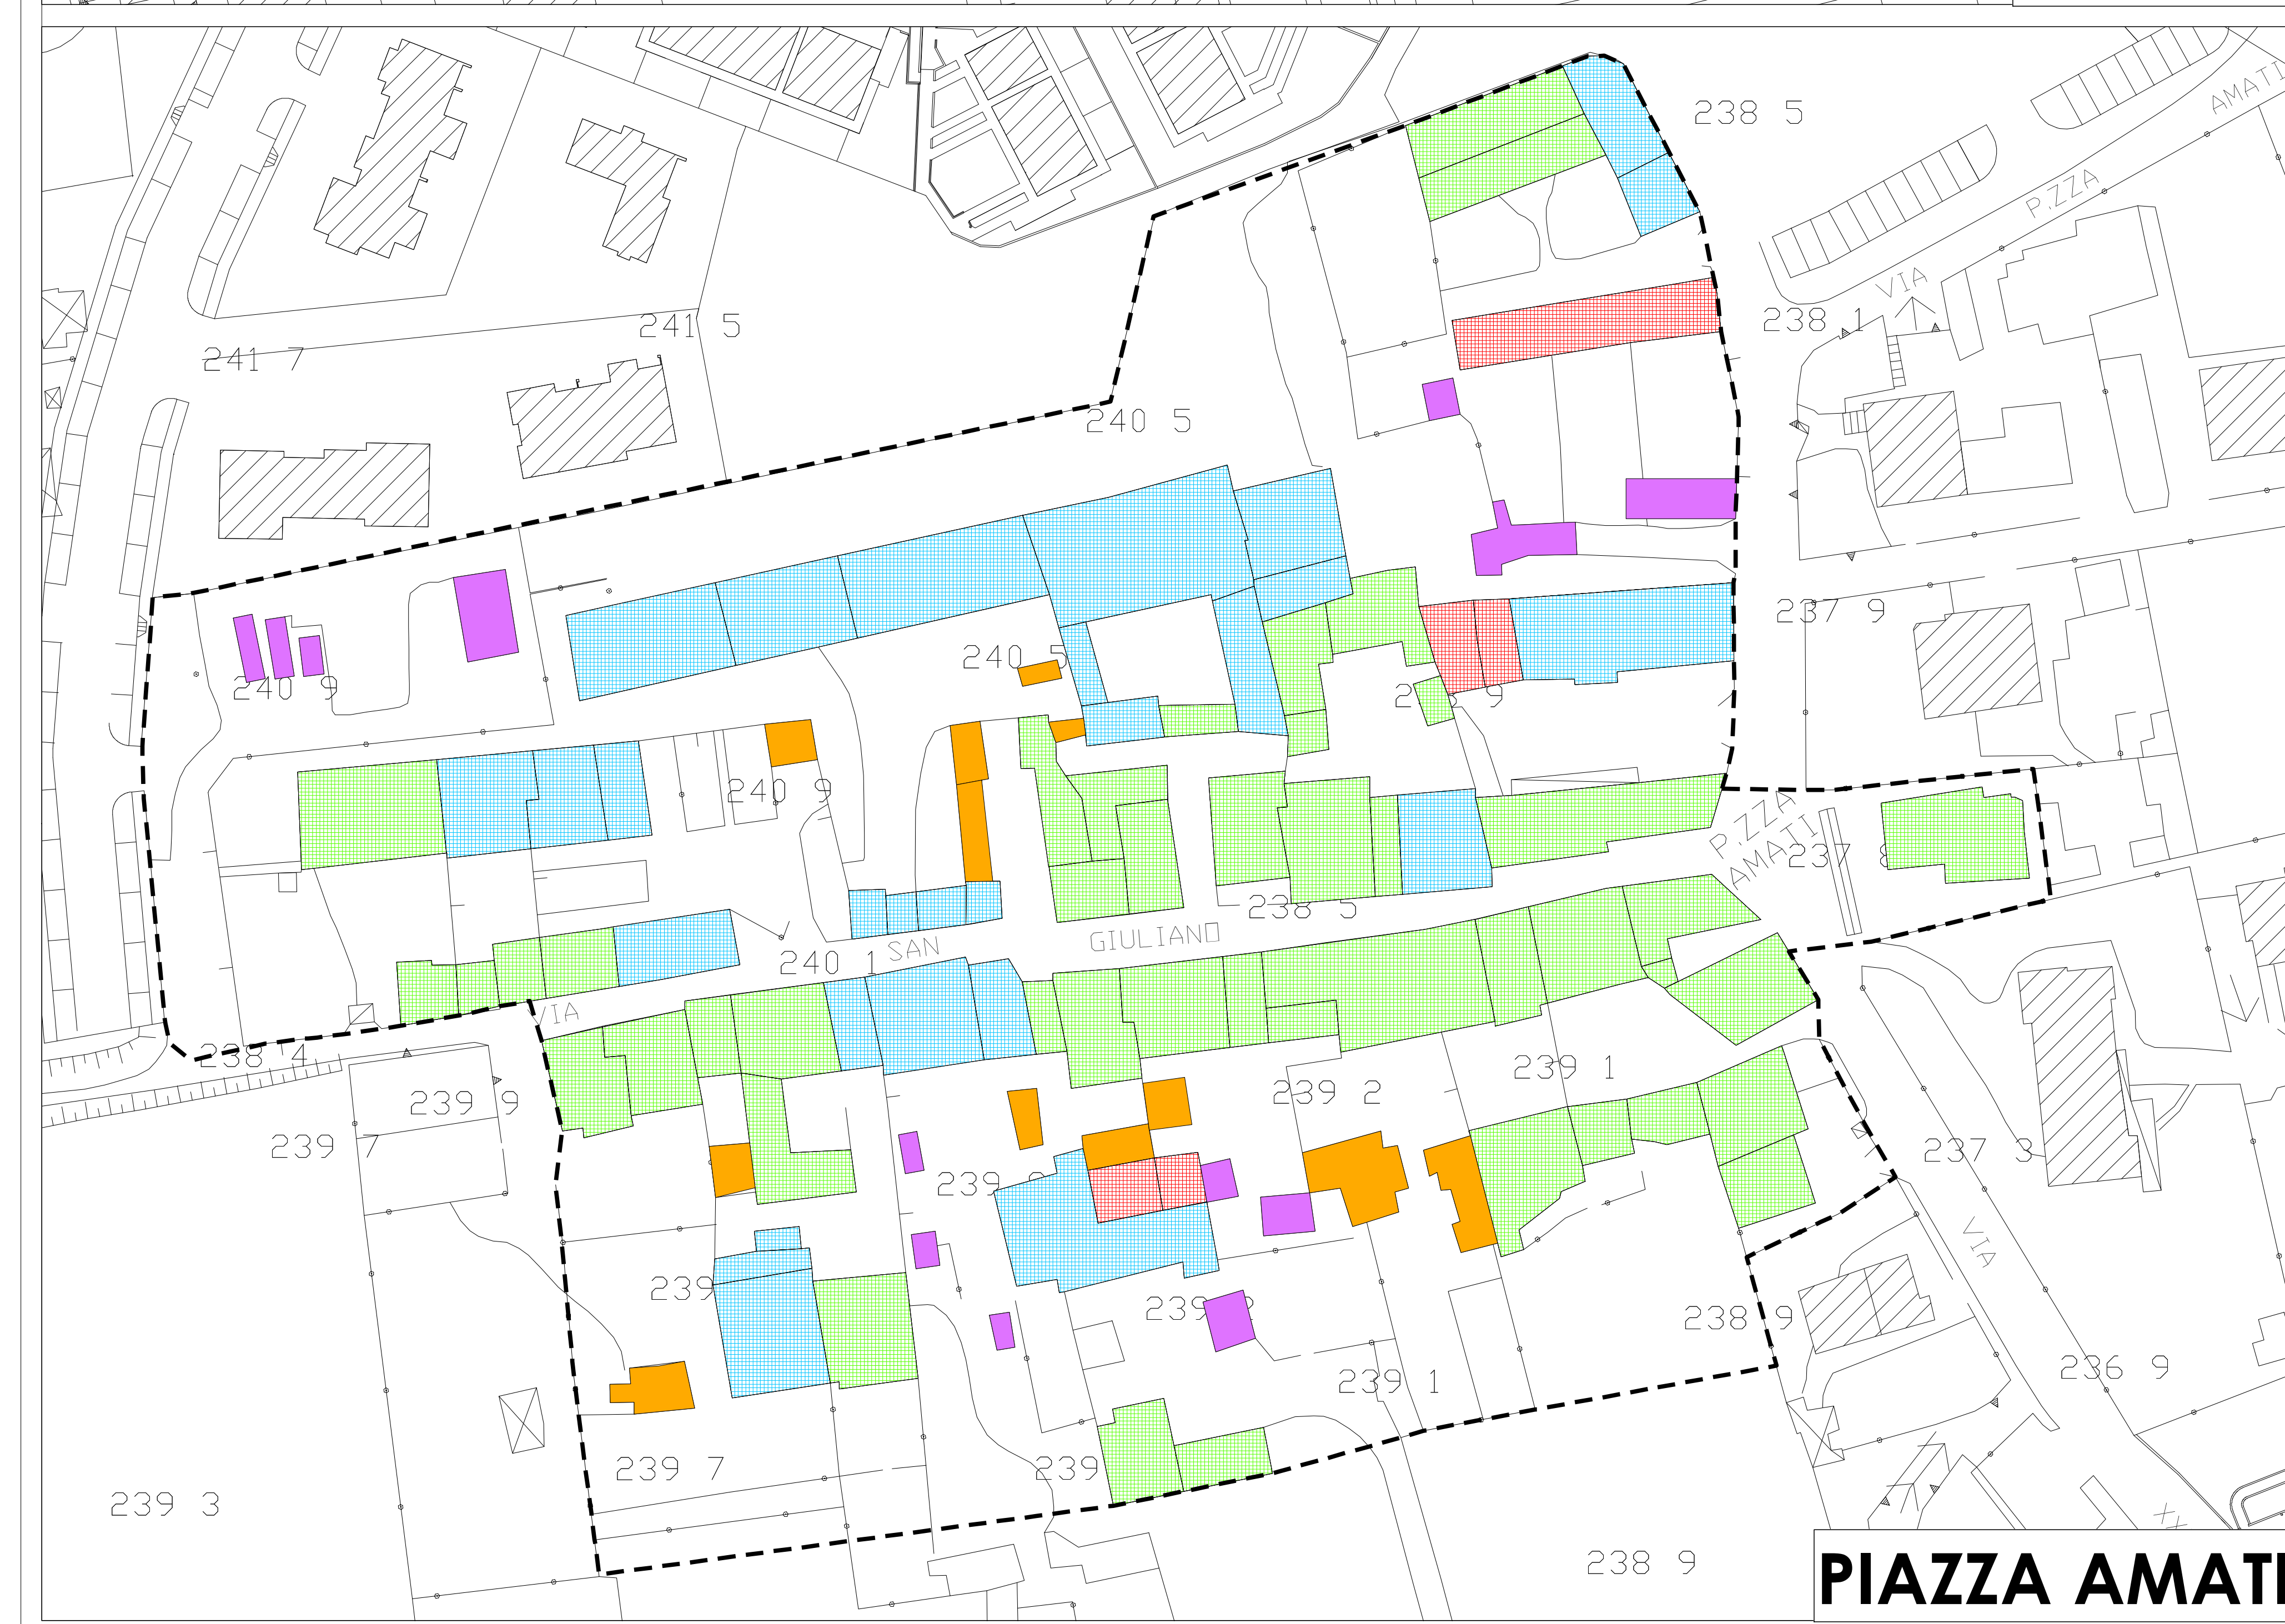 238 5
AMATI
P.ZZA
VIA
241 5
238 1
241 7
240 5
237 9
240 5
240 9
240 9
P.ZZA
AMATI
238 5
SAN
GIULIANO
240 1
VIA
238 4
239 1
239 2
239 9
239 7
237 3
VIA
239
238 9
236 9
239 1
239 7
239
239 3
238 9
PIAZZA AMATI